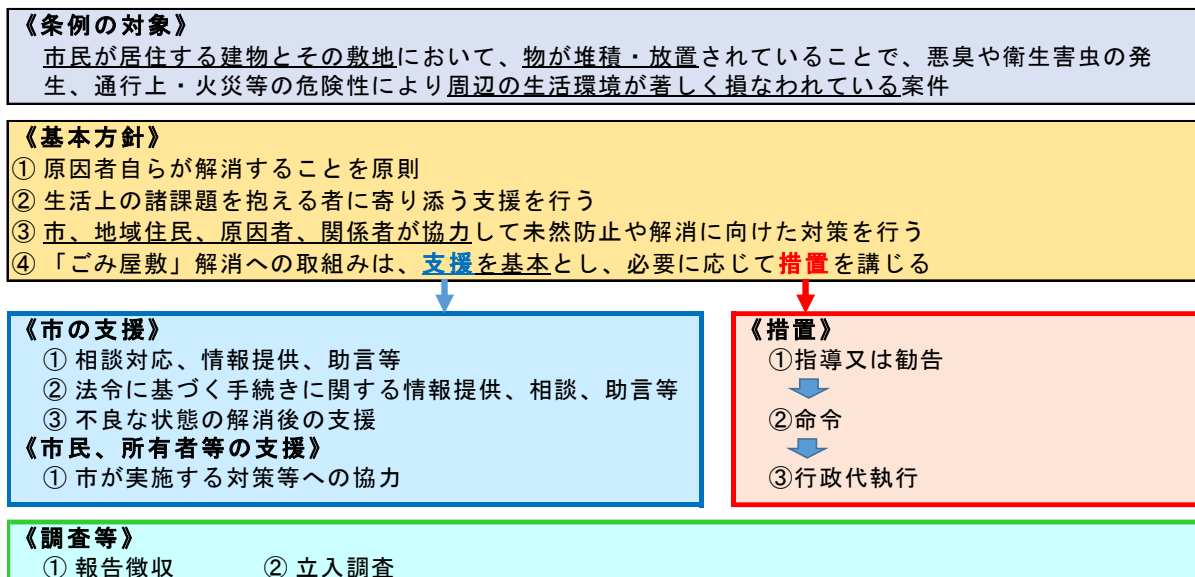 《条例の対象》
市民が居住する建物とその敷地において、物が堆積・放置されていることで、悪臭や衛生害虫の発
生、通行上・火災等の危険性により周辺の生活環境が著しく損なわれている案件
《基本方針》
① 原因者自らが解消することを原則
② 生活上の諸課題を抱える者に寄り添う支援を行う
③ 市、地域住民、原因者、関係者が協力して未然防止や解消に向けた対策を行う
④ 「ごみ屋敷」解消への取組みは、支援を基本とし、必要に応じて措置を講じる
《市の支援》
① 相談対応、情報提供、助言等
② 法令に基づく手続きに関する情報提供、相談、助言等
③ 不良な状態の解消後の支援
《市民、所有者等の支援》
① 市が実施する対策等への協力
《措置》
①指導又は勧告
②命令
③行政代執行
《調査等》
① 報告徴収 ② 立入調査